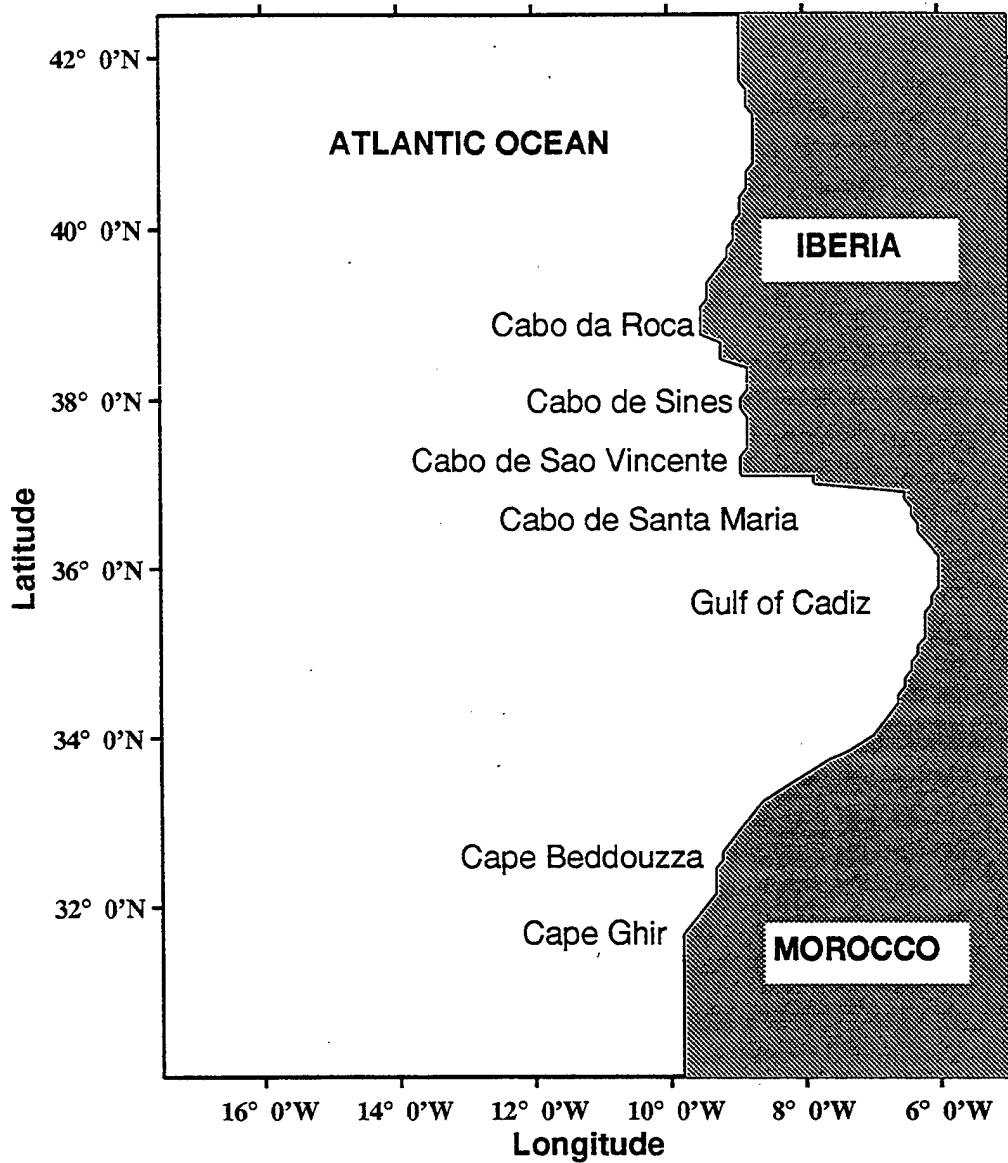 42° 0'N
ATLANTIC OCEAN
40° 0'N
IBERIA
Cabo da Roca
38° 0'N
Cabo de Sines
Cabo de Sao Vincente
Cabo de Santa Maria
Latitude
36° 0'N
Gulf of Cadiz
34° 0'N
Cape Beddouzza
32° 0'N
Cape Ghir
MOROCCO
16° 0'W 14° 0'W 12° 0'W 10° 0'W 8° 0'W 6° 0'W
Longitude